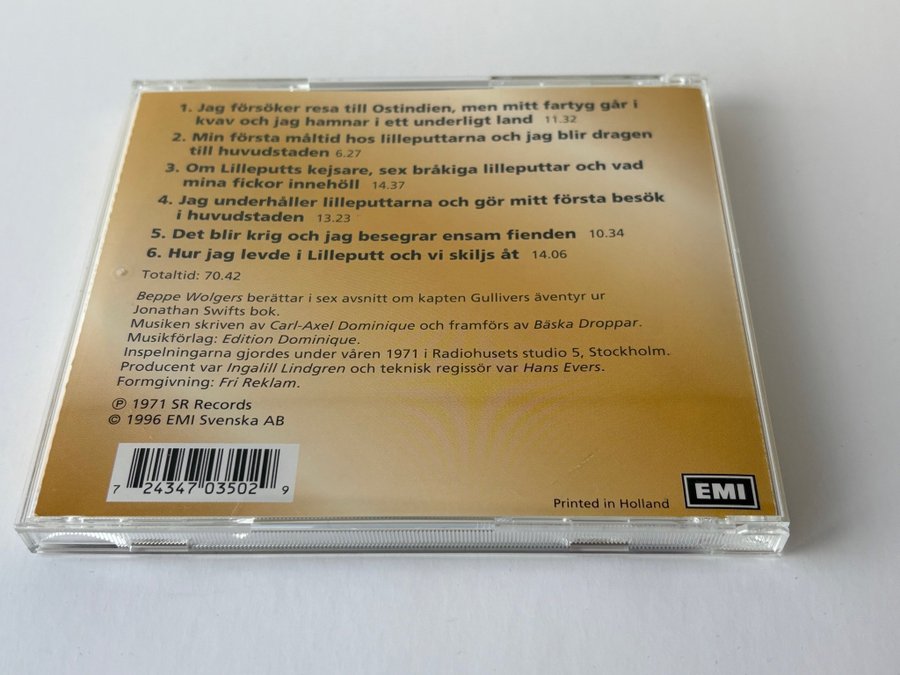 1. Jag försöker resa till Ostindien, men mitt fartyg går i
kvav och jag hamnar i ett underligt land 11.32
2. Min första måltid hos lilleputtarna och jag blir dragen
till huvudstaden 6.27
3. Om Lilleputts kejsare, sex bråkiga lilleputtar och vad
mina fickor innehöll 14.37
4. Jag underhåller lilleputtarna och gör mitt första besök
i huvudstaden 13.23
5. Det blir krig och jag besegrar ensam fienden 10.34
6. Hur jag levde i Lilleputt och vi skiljs åt 14.06
Totaltid: 70.42
Beppe Wolgers berättar i sex avsnitt om kapten Gullivers äventyr ur
Jonathan Swifts bok.
Musiken skriven av Carl-Axel Dominique och framförs av Bäska Droppar.
Musikförlag: Edition Dominique.
Inspelningarna gjordes under våren 1971 i Radiohusets studio 5, Stockholm.
Producent var Ingalill Lindgren och teknisk regissör var Hans Evers.
Formgivning: Fri Reklam.
℗ 1971 SR Records
© 1996 EMI Svenska AB
7 24347 03502 9
Printed in Holland
EMI